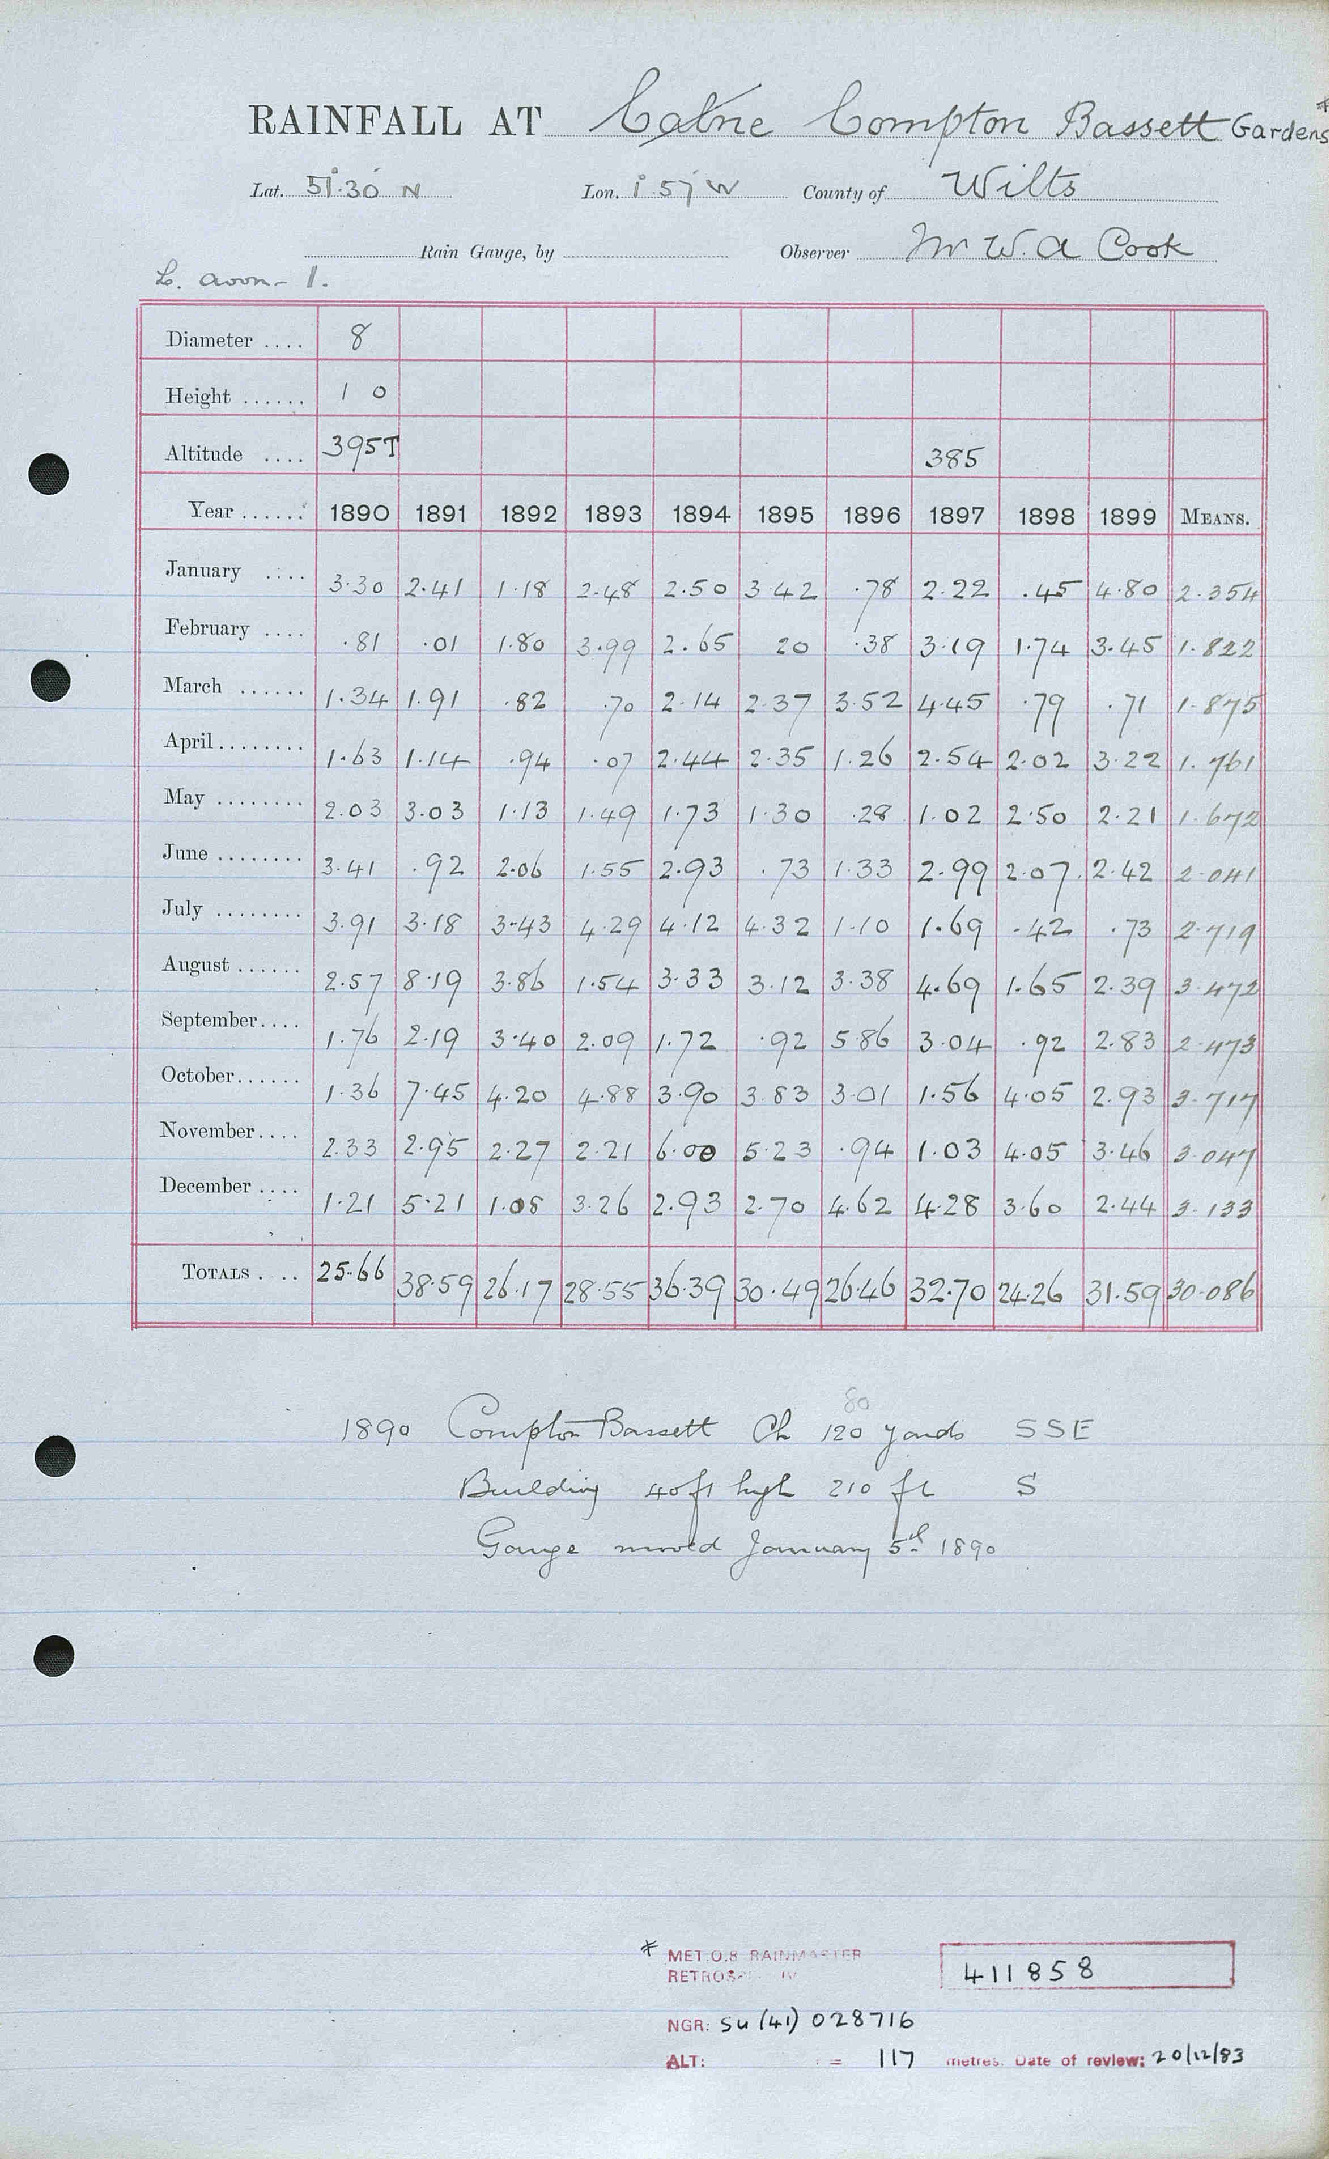 RAINFALL AT Calne Compton Bassett Gardens *
Lat. 51°.30' N Lon. 1°.57' W County of Wilts
Rain Gauge, by Observer Mr W. A Cook
L. Avon - 1.
Diameter .... 8
Height ...... 1 0
Altitude .... 395T 385
Year ...... 1890 1891 1892 1893 1894 1895 1896 1897 1898 1899 MEANS.
January .... 3.30 2.41 1.18 2.48 2.50 3 42 .78 2.22 .45 4.80 2.354
February .... .81 .01 1.80 3.99 2.65 20 .38 3.19 1.74 3.45 1.822
March ...... 1.34 1.91 .82 .70 2.14 2.37 3.52 4.45 .79 .71 1.875
April ........ 1.63 1.14 .94 .07 2.44 2.35 1.26 2.54 2.02 3.22 1.761
May ........ 2.03 3.03 1.13 1.49 1.73 1.30 .28 1.02 2.50 2.21 1.672
June ........ 3.41 .92 2.06 1.55 2.93 .73 1.33 2.99 2.07 2.42 2.041
July ........ 3.91 3.18 3.43 4.29 4.12 4.32 1.10 1.69 .42 .73 2.719
August ...... 2.57 8.19 3.86 1.54 3.33 3.12 3.38 4.69 1.65 2.39 3.472
September .... 1.76 2.19 3.40 2.09 1.72 .92 5.86 3.04 .92 2.83 2.473
October ...... 1.36 7.45 4.20 4.88 3.90 3.83 3.01 1.56 4.05 2.93 3.717
November .... 2.33 2.95 2.27 2.21 6.00 5.23 .94 1.03 4.05 3.46 3.047
December .... 1.21 5.21 1.08 3.26 2.93 2.70 4.62 4.28 3.60 2.44 3.133
TOTALS . .. 25.66 38.59 26.17 28.55 36.39 30.49 26.46 32.70 24.26 31.59 30.086
80
1890 Compton Bassett Ch 120 yards SSE
Building 40ft high 210 ft S
Gauge moved January 5th 1890
* MET.O.8 RAINMASTER
411858
NGR: SU (41) 028716
ALT: = 117 metres. Date of review: 20/12/83